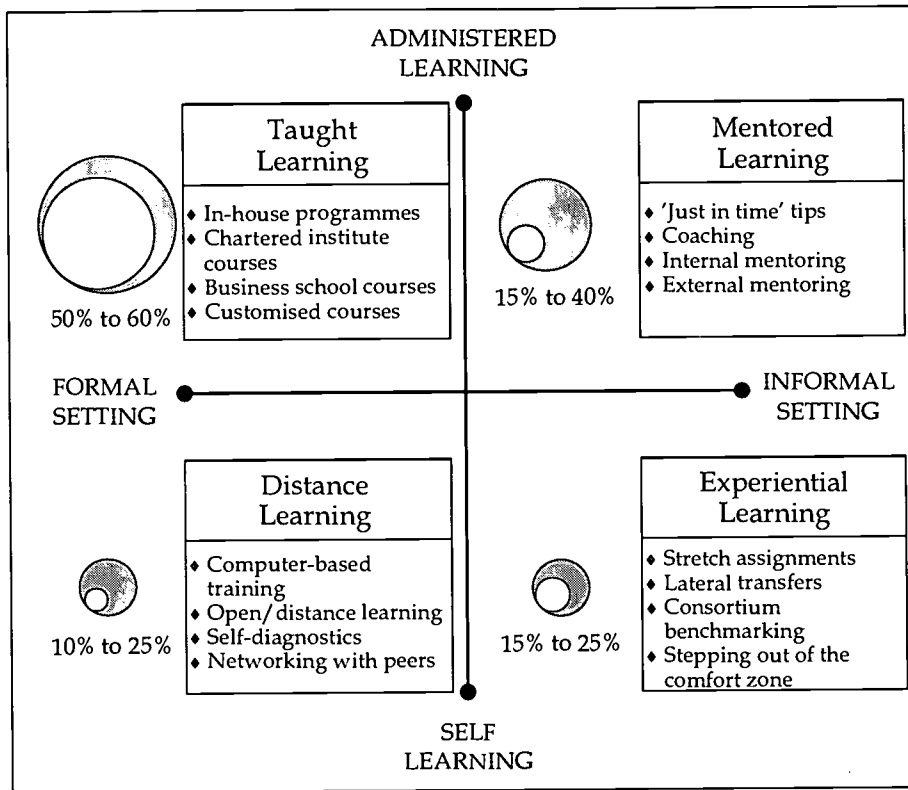 ADMINISTERED
LEARNING
Taught
Learning
♦ In-house programmes
♦ Chartered institute
courses
♦ Business school courses
♦ Customised courses
50% to 60%
Mentored
Learning
♦ 'Just in time' tips
♦ Coaching
♦ Internal mentoring
♦ External mentoring
15% to 40%
FORMAL
SETTING
INFORMAL
SETTING
Distance
Learning
♦ Computer-based
training
♦ Open/distance learning
♦ Self-diagnostics
♦ Networking with peers
10% to 25%
Experiential
Learning
♦ Stretch assignments
♦ Lateral transfers
♦ Consortium
benchmarking
♦ Stepping out of the
comfort zone
15% to 25%
SELF
LEARNING